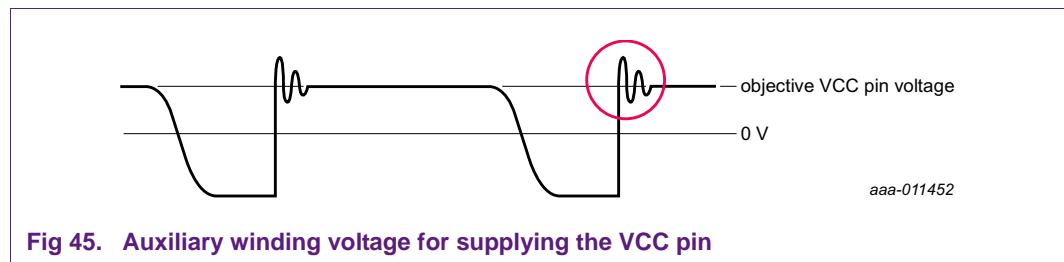 objective VCC pin voltage
0 V
aaa-011452
Fig 45. Auxiliary winding voltage for supplying the VCC pin